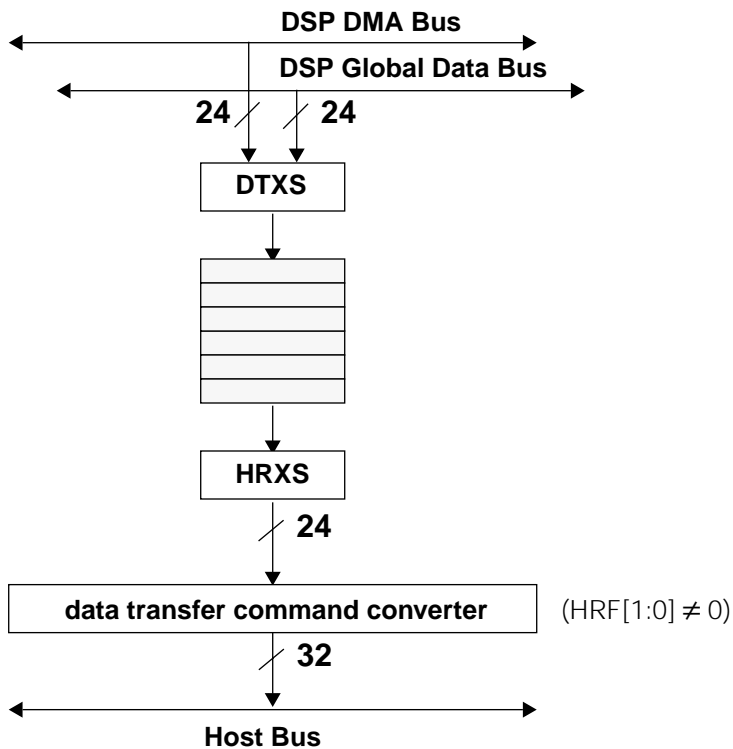 DSP DMA Bus
DSP Global Data Bus
24 24
DTXS
HRXS
24
data transfer command converter (HRF[1:0] ≠ 0)
32
Host Bus